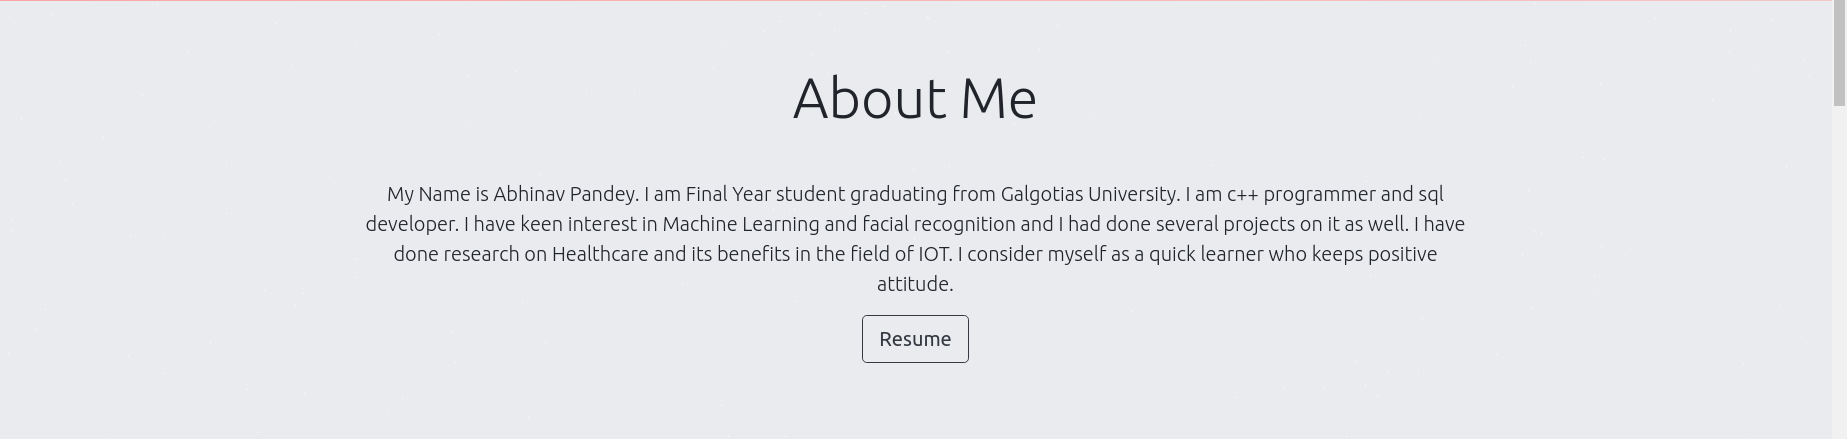 About Me
My Name is Abhinav Pandey. I am Final Year student graduating from Galgotias University. I am c++ programmer and sql
developer. I have keen interest in Machine Learning and facial recognition and I had done several projects on it as well. I have
done research on Healthcare and its benefits in the field of IOT. I consider myself as a quick learner who keeps positive
attitude.
Resume